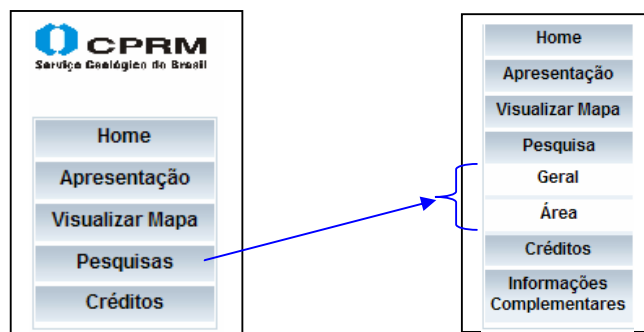 CPRM
Serviço Geológico do Brasil
Home
Apresentação
Visualizar Mapa
Pesquisas
Créditos
Home
Apresentação
Visualizar Mapa
Pesquisa
Geral
Área
Créditos
Informações
Complementares